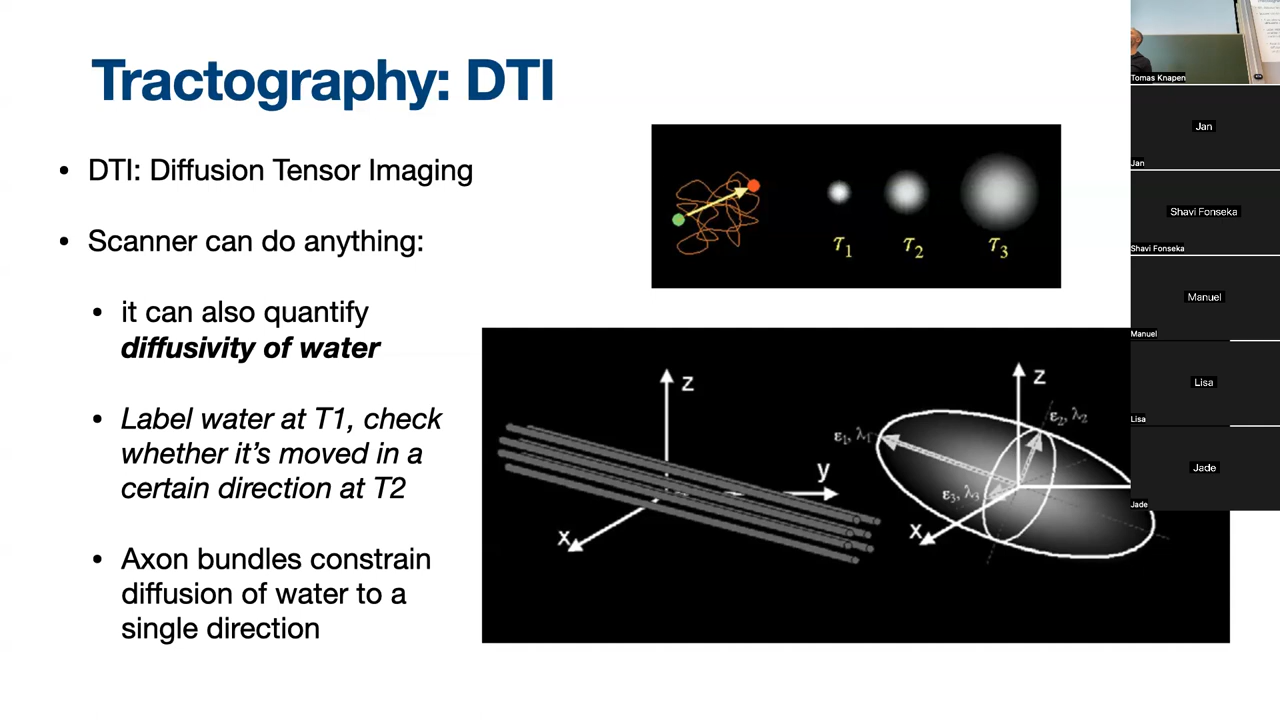 Tractography: DTI
• DTI: Diffusion Tensor Imaging
• Scanner can do anything:
• it can also quantify
diffusivity of water
• Label water at T1, check
whether it’s moved in a
certain direction at T2
• Axon bundles constrain
diffusion of water to a
single direction
τ1 τ2 τ3
z
y
x
z
ε1, λ1
ε2, λ2
ε3, λ3
x
Tomas Knapen
Jan
Jan
Shavi Fonseka
Shavi Fonseka
Manuel
Manuel
Lisa
Lisa
Jade
Jade